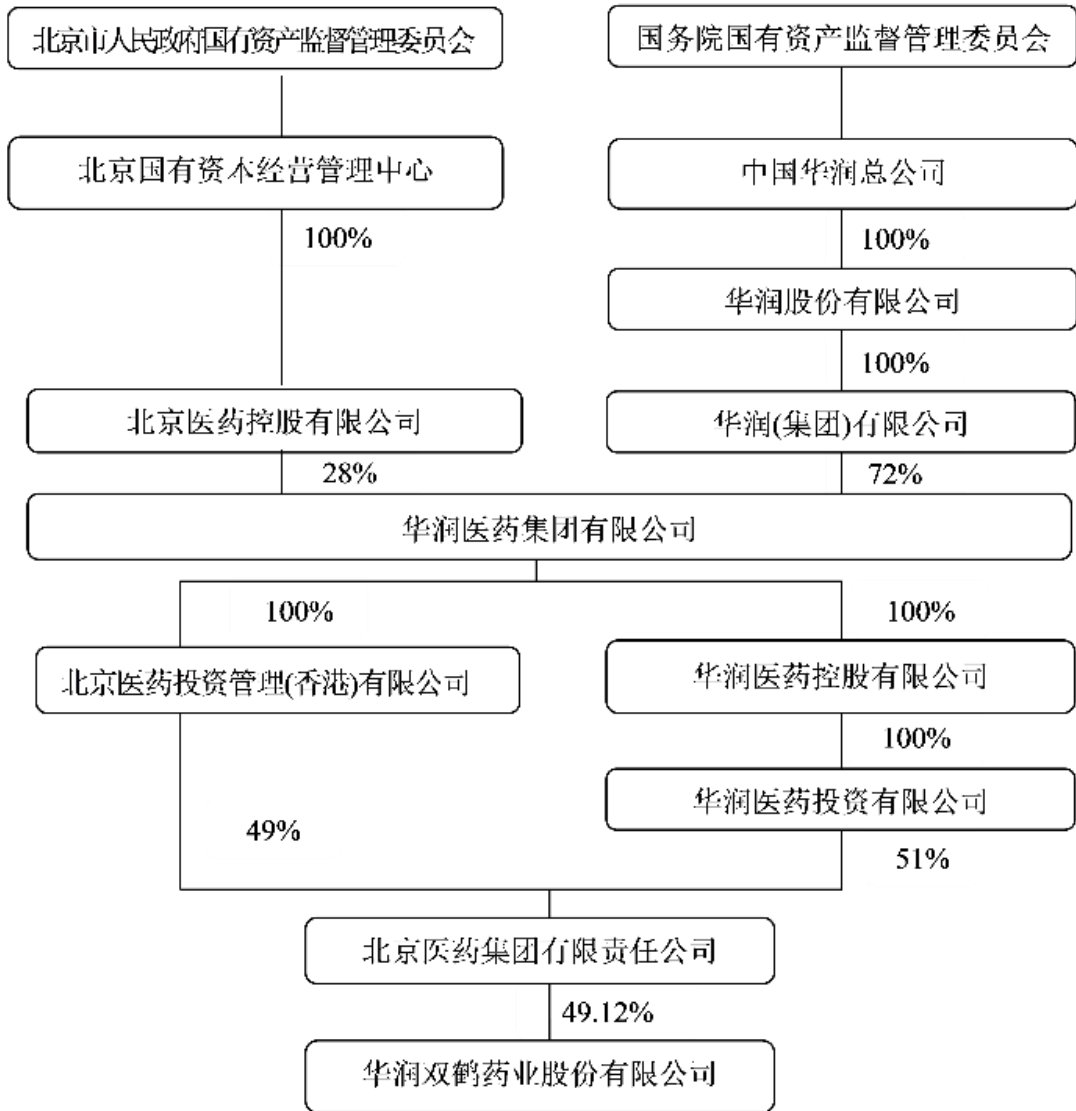 北京市人民政府国有资产监督管理委员会
国务院国有资产监督管理委员会
北京国有资本经营管理中心
中国华润总公司
100%
100%
华润股份有限公司
100%
北京医药控股有限公司
华润(集团)有限公司
28%
72%
华润医药集团有限公司
100%
100%
北京医药投资管理(香港)有限公司
华润医药控股有限公司
100%
华润医药投资有限公司
49%
51%
北京医药集团有限责任公司
49.12%
华润双鹤药业股份有限公司